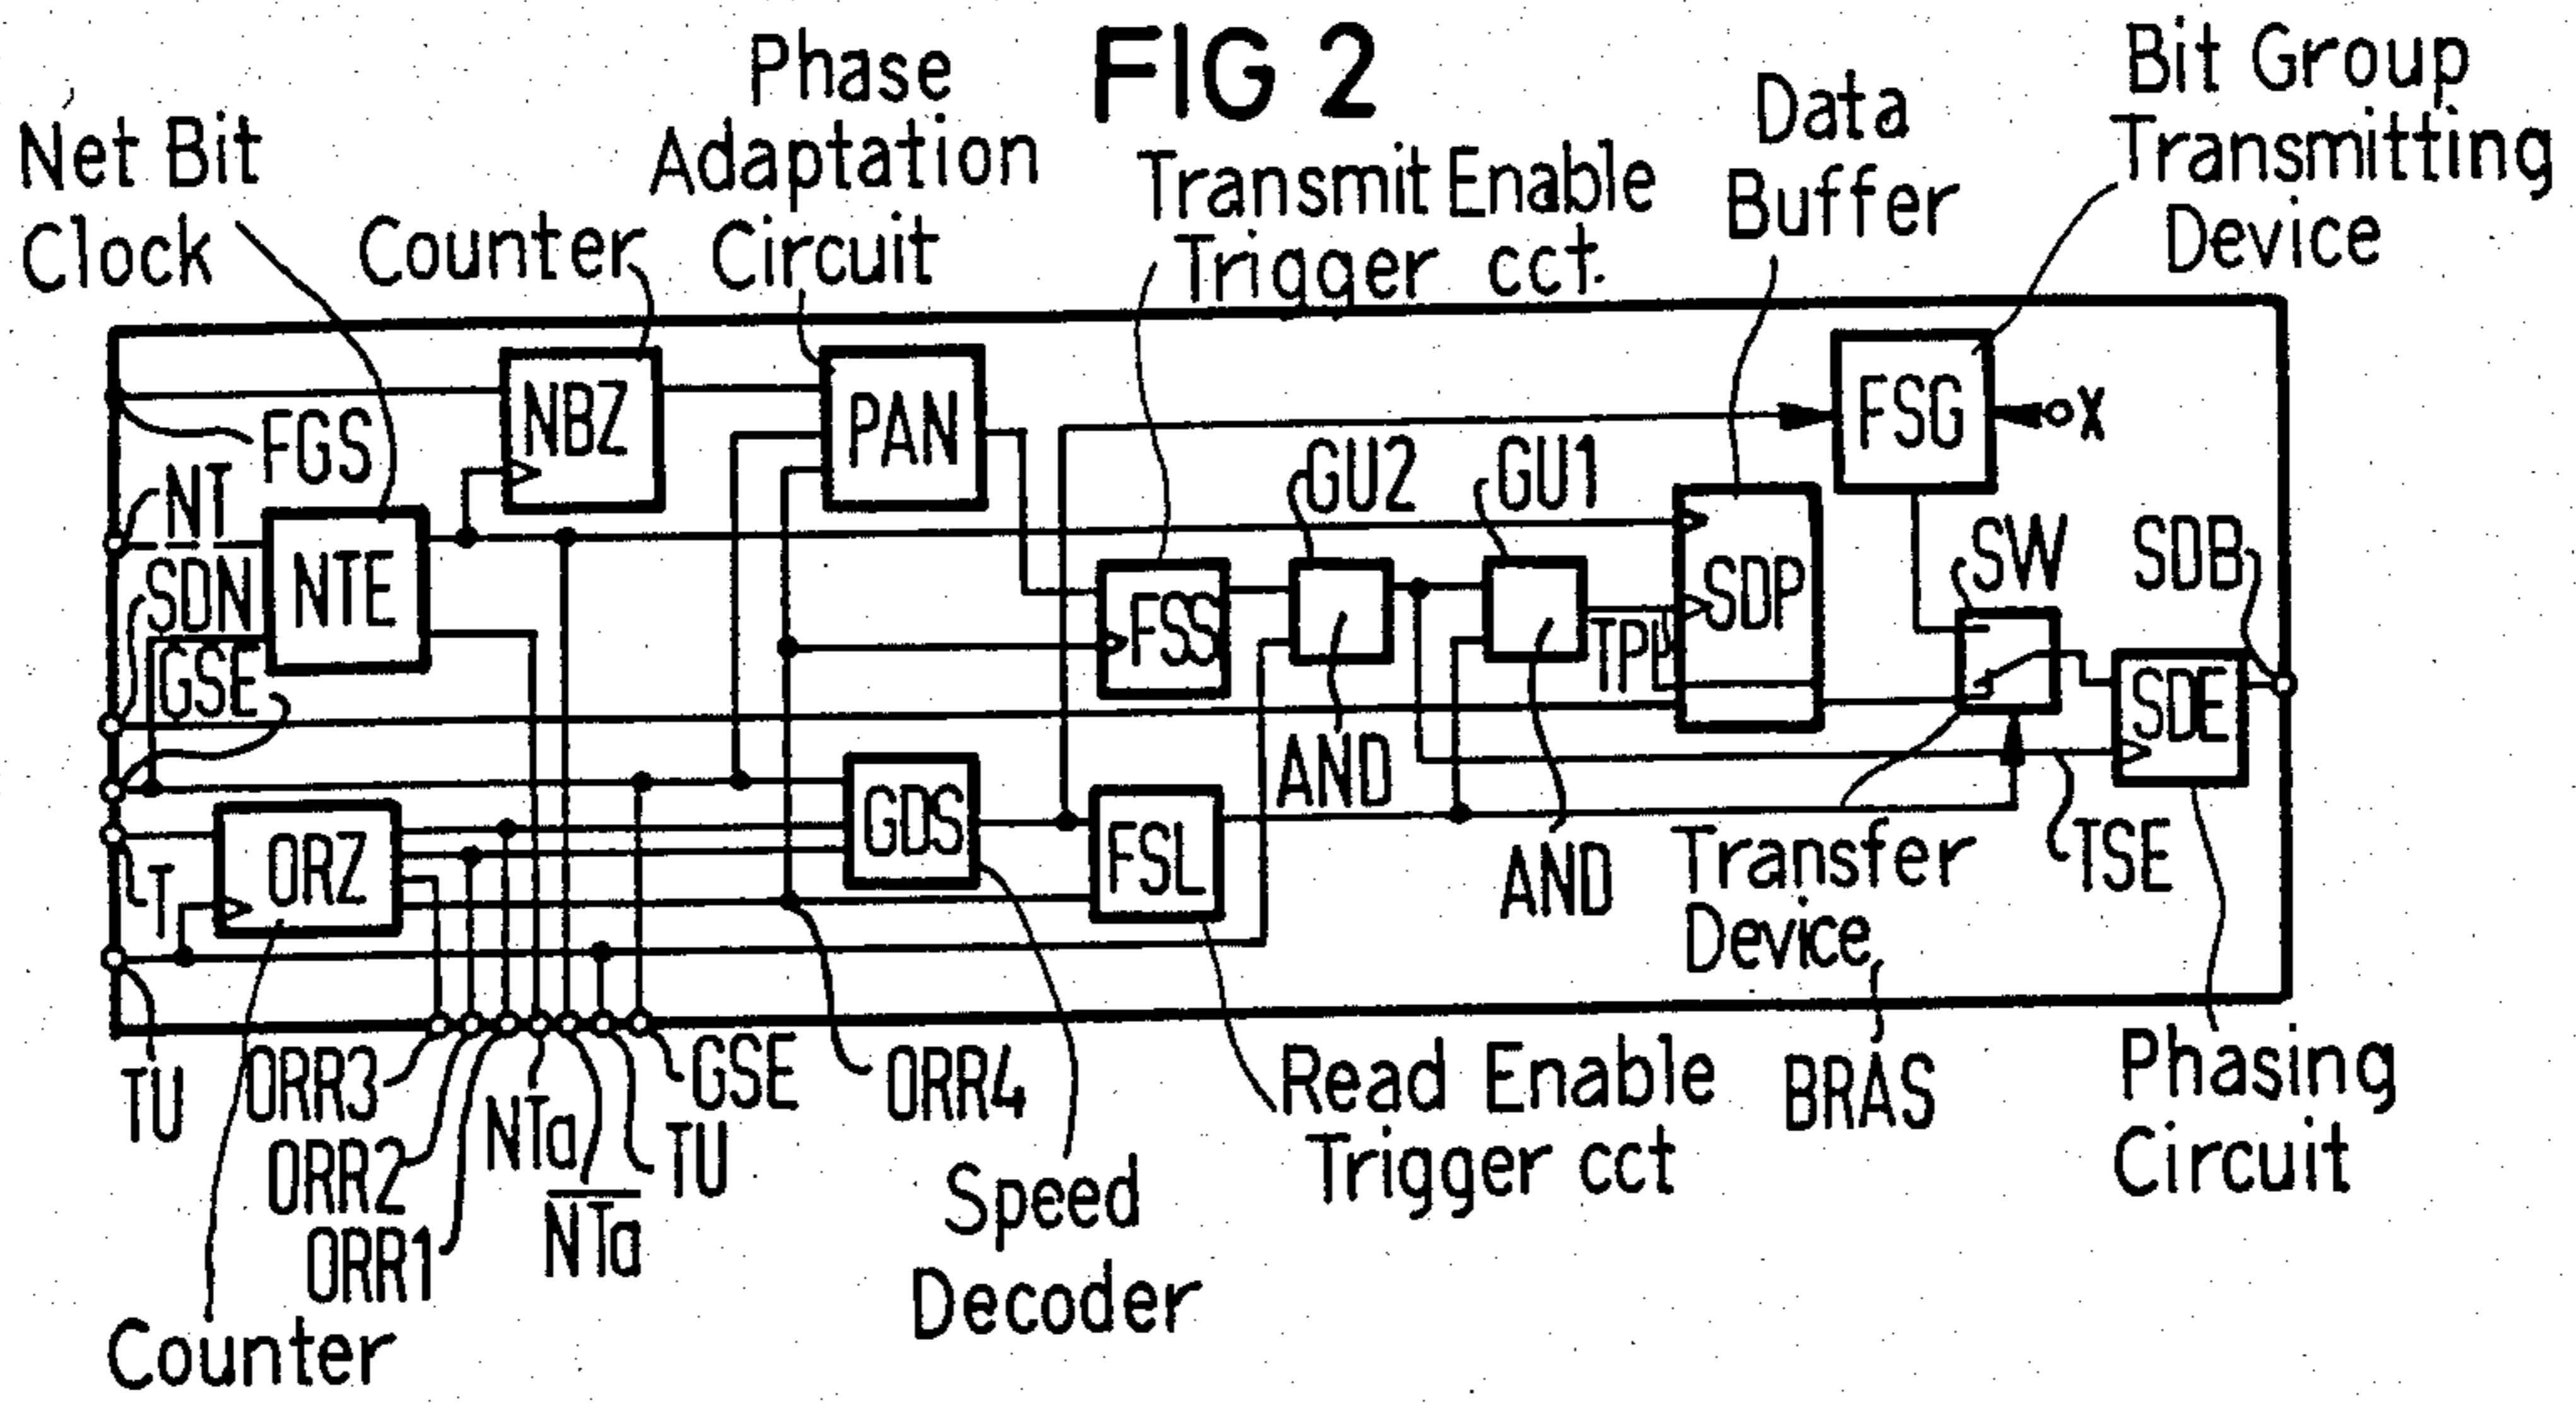 FIG 2
Net Bit
Clock
Counter
Phase
Adaptation
Circuit
Transmit Enable
Trigger cct.
Data
Buffer
Bit Group
Transmitting
Device
FGS
NBZ
PAN
FSG
X
NT
SDN
NTE
GSE
FSS
GU2
GU1
TPU
SDP
SW
SDB
SDE
AND
AND
GDS
FSL
ORZ
T
Transfer
Device
TSE
TU
ORR3
ORR2
ORR1
NTa
N̅T̅a̅
TU
GSE
ORR4
Speed
Decoder
Read Enable
Trigger cct
BRAS
Phasing
Circuit
Counter